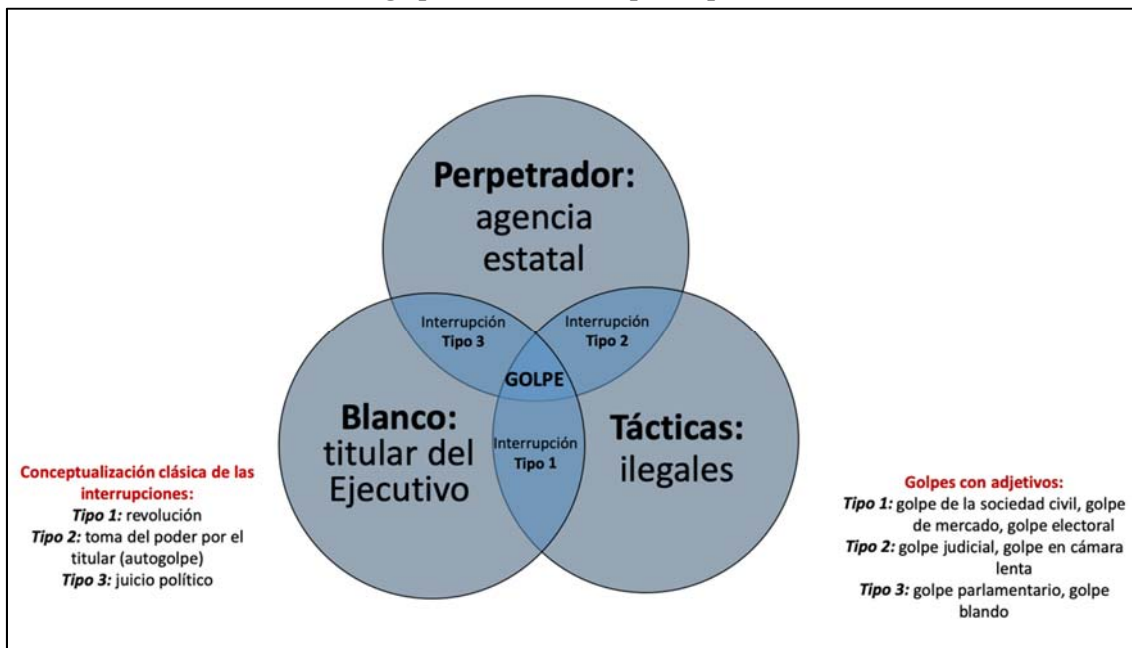 Perpetrador:
agencia
estatal
Interrupción
Tipo 3
Interrupción
Tipo 2
GOLPE
Blanco:
titular del
Ejecutivo
Interrupción
Tipo 1
Tácticas:
ilegales
Conceptualización clásica de las
interrupciones:
Tipo 1: revolución
Tipo 2: toma del poder por el
titular (autogolpe)
Tipo 3: juicio político
Golpes con adjetivos:
Tipo 1: golpe de la sociedad civil, golpe
de mercado, golpe electoral
Tipo 2: golpe judicial, golpe en cámara
lenta
Tipo 3: golpe parlamentario, golpe
blando